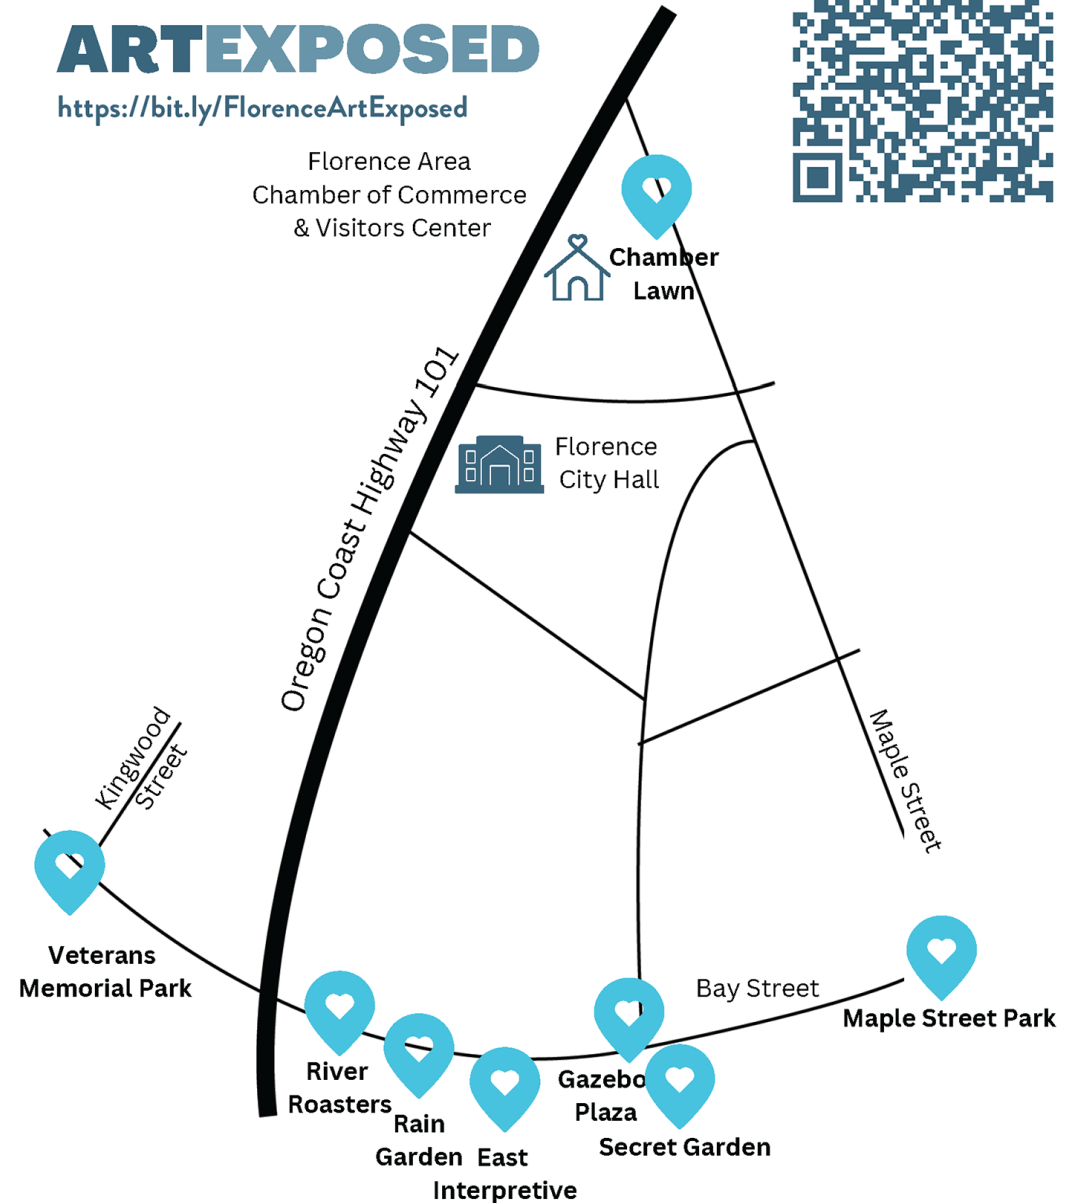 ARTEXPOSED
https://bit.ly/FlorenceArtExposed
Florence Area
Chamber of Commerce
& Visitors Center
Chamber
Lawn
Oregon Coast Highway 101
Florence
City Hall
Kingwood
Street
Maple Street
Veterans
Memorial Park
Bay Street
Maple Street Park
River
Roasters
Gazebo
Plaza
Rain
Garden
Secret Garden
East
Interpretive